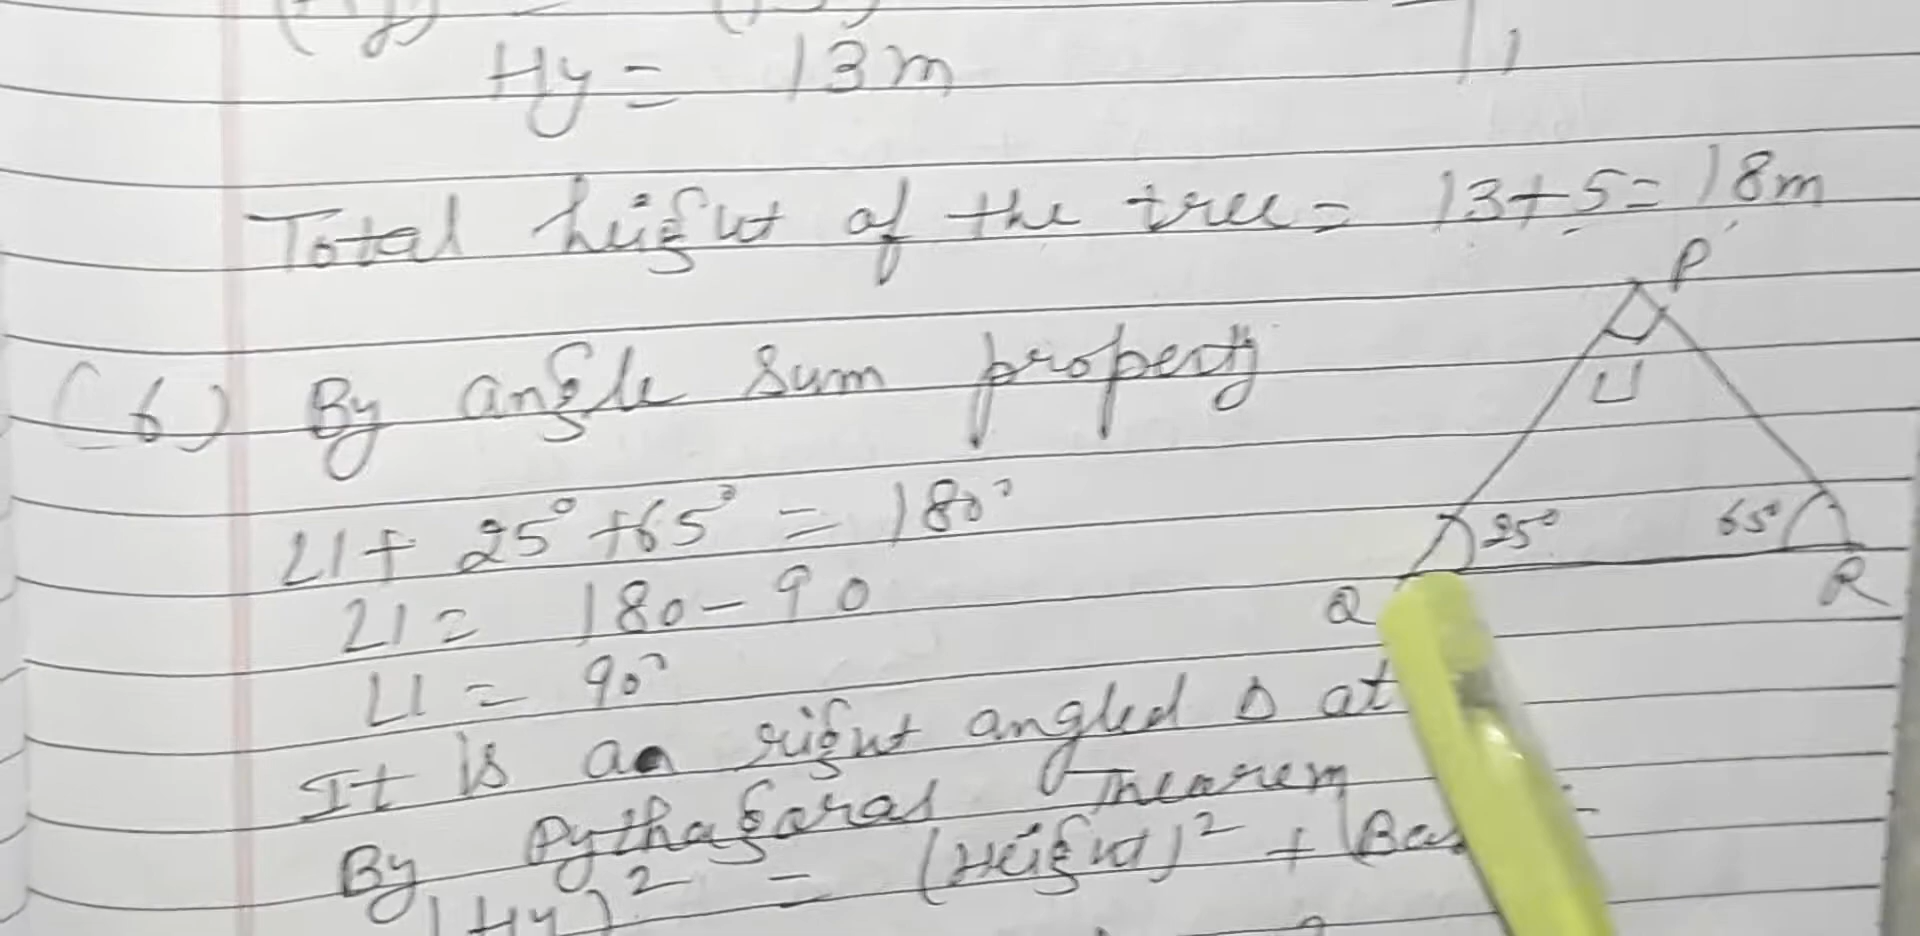 Hy = 13m
Total height of the tree = 13+5= 18m
P
(6) By angle sum property
∠1
∠1+ 25° +65° = 180°
25° 65°
∠1 = 180-90
Q R
∠1 = 90°
It is a right angled Δ at
By Pythagoras Thearem
(Hy)² = (Height)² +